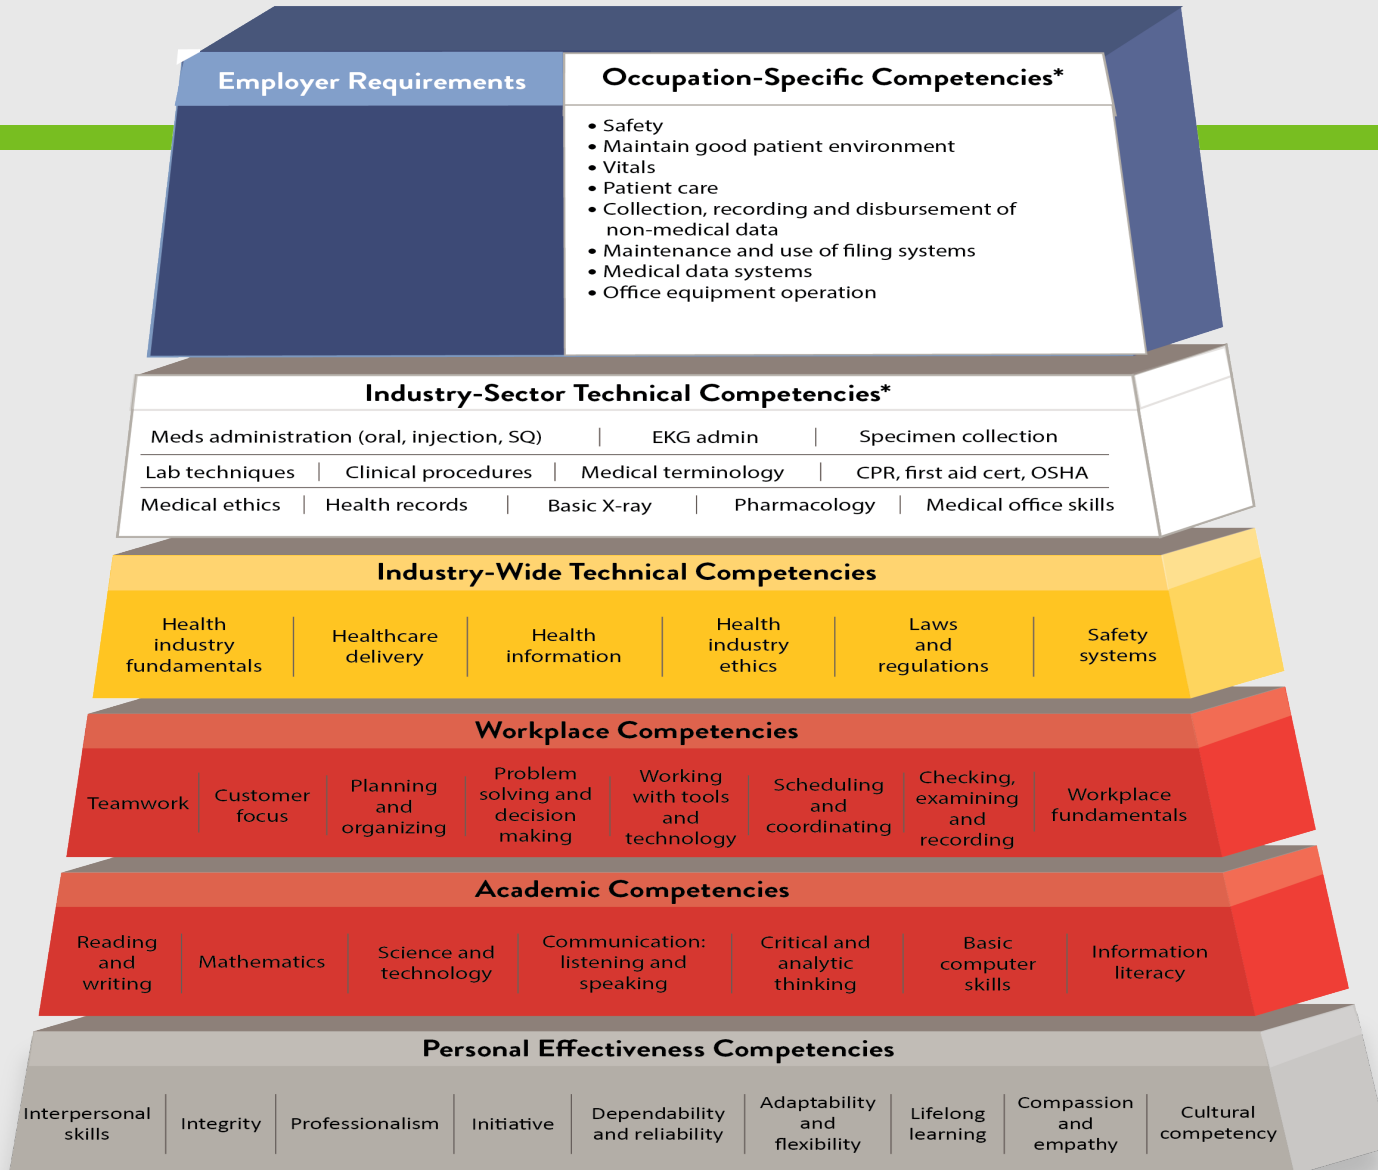 Employer Requirements
Occupation-Specific Competencies*
• Safety
• Maintain good patient environment
• Vitals
• Patient care
• Collection, recording and disbursement of
non-medical data
• Maintenance and use of filing systems
• Medical data systems
• Office equipment operation
Industry-Sector Technical Competencies*
Meds administration (oral, injection, SQ) | EKG admin | Specimen collection
Lab techniques | Clinical procedures | Medical terminology | CPR, first aid cert, OSHA
Medical ethics | Health records | Basic X-ray | Pharmacology | Medical office skills
Industry-Wide Technical Competencies
Health
industry
fundamentals
Healthcare
delivery
Health
information
Health
industry
ethics
Laws
and
regulations
Safety
systems
Workplace Competencies
Teamwork
Customer
focus
Planning
and
organizing
Problem
solving and
decision
making
Working
with tools
and
technology
Scheduling
and
coordinating
Checking,
examining
and
recording
Workplace
fundamentals
Academic Competencies
Reading
and
writing
Mathematics
Science and
technology
Communication:
listening and
speaking
Critical and
analytic
thinking
Basic
computer
skills
Information
literacy
Personal Effectiveness Competencies
Interpersonal
skills
Integrity
Professionalism
Initiative
Dependability
and reliability
Adaptability
and
flexibility
Lifelong
learning
Compassion
and
empathy
Cultural
competency